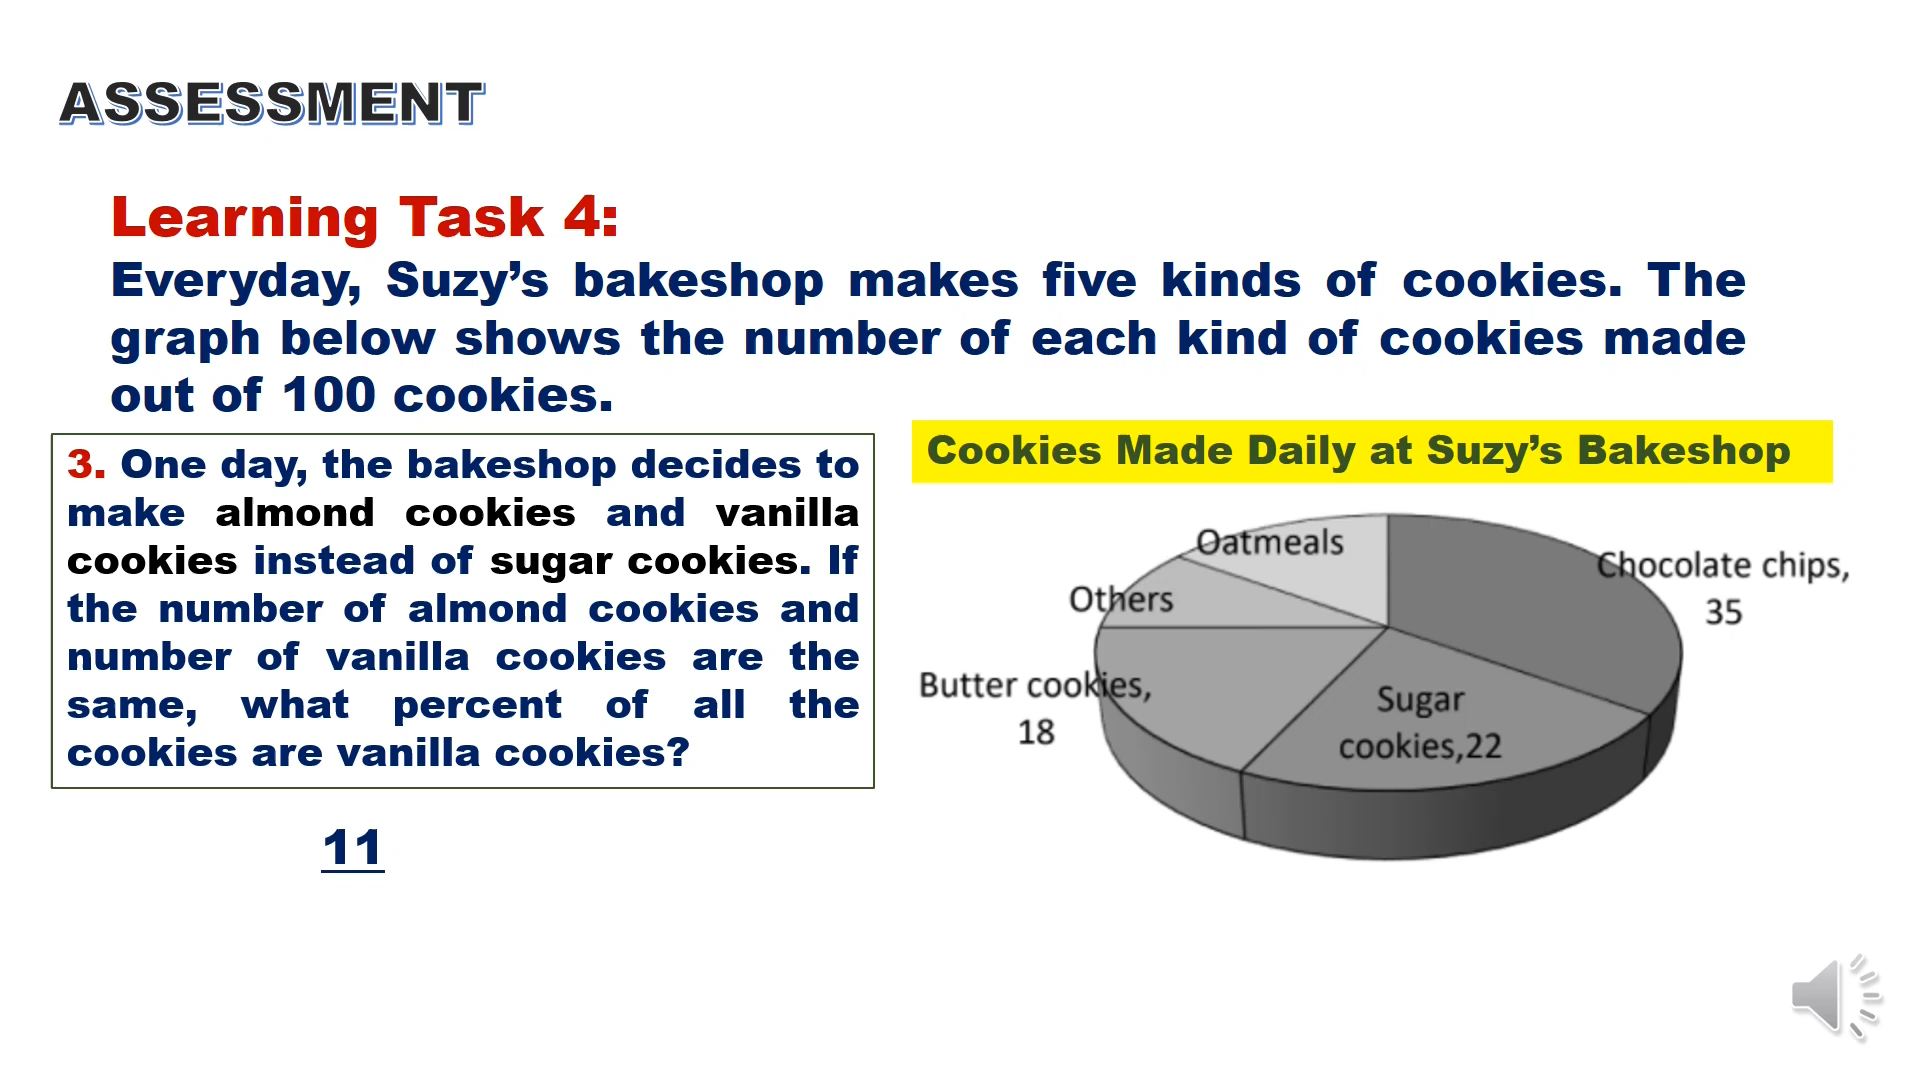 ASSESSMENT
Learning Task 4:
Everyday, Suzy’s bakeshop makes five kinds of cookies. The
graph below shows the number of each kind of cookies made
out of 100 cookies.
3. One day, the bakeshop decides to
make almond cookies and vanilla
cookies instead of sugar cookies. If
the number of almond cookies and
number of vanilla cookies are the
same, what percent of all the
cookies are vanilla cookies?
11
Cookies Made Daily at Suzy’s Bakeshop
Oatmeals
Chocolate chips,
35
Others
Butter cookies,
18
Sugar
cookies,22